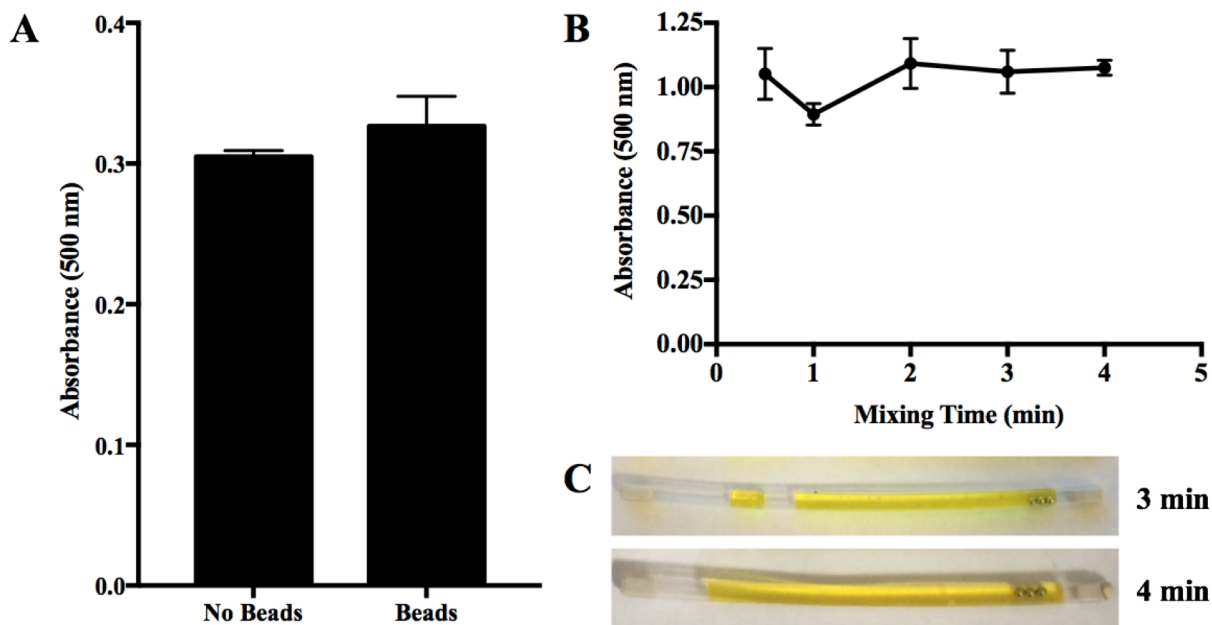 A
Absorbance (500 nm)
0.4
0.3
0.2
0.1
0.0
No Beads
Beads
B
Absorbance (500 nm)
1.25
1.00
0.75
0.50
0.25
0.00
0 1 2 3 4 5
Mixing Time (min)
C
3 min
4 min